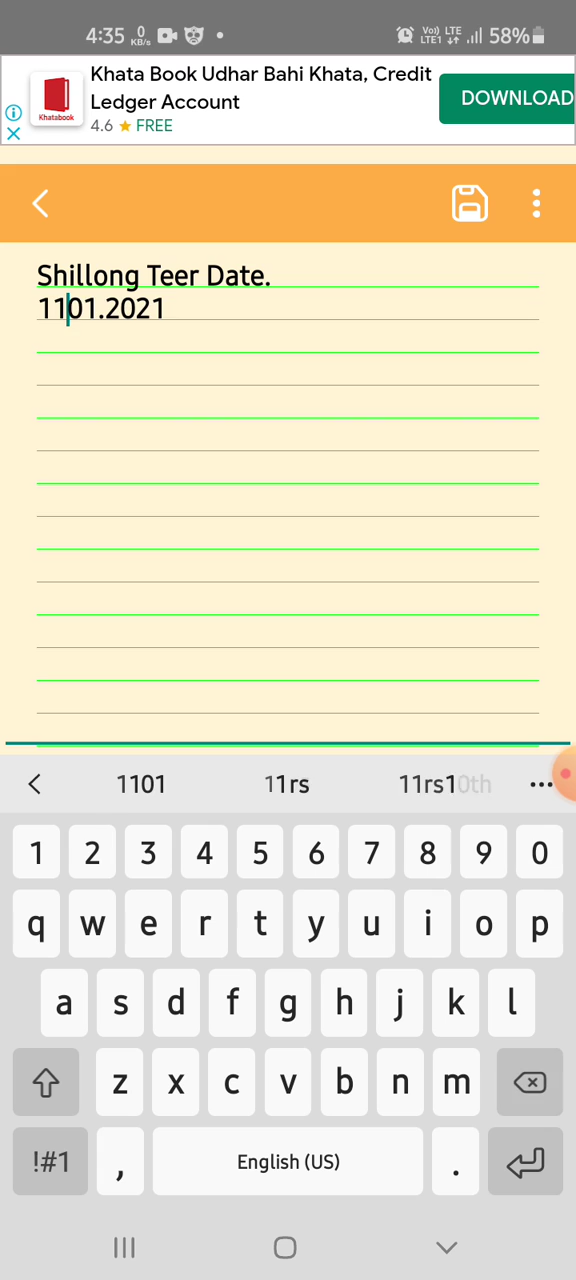 4:35 0 KB/s Vo) LTE LTE1 58%
Khata Book Udhar Bahi Khata, Credit
Ledger Account
4.6 ★ FREE
Khatabook
DOWNLOAD
Shillong Teer Date.
1101.2021
1101 11rs 11rs10th ...
1 2 3 4 5 6 7 8 9 0
q w e r t y u i o p
a s d f g h j k l
z x c v b n m
!#1 , English (US) .